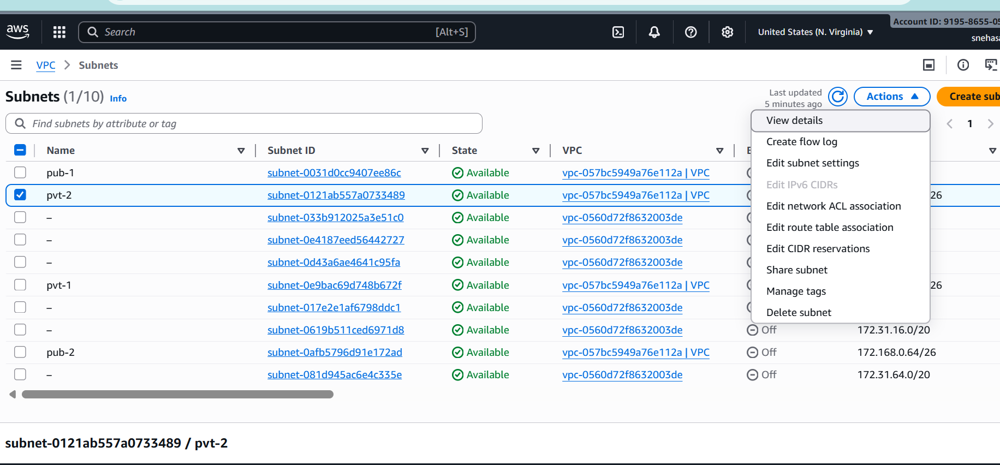 aws
Search [Alt+S]
United States (N. Virginia)
Account ID: 9195-8655-05
snehasa
VPC > Subnets
Subnets (1/10) Info
Last updated
5 minutes ago
Actions
Create sub
Find subnets by attribute or tag
1
View details
Create flow log
Edit subnet settings
Edit IPv6 CIDRs
Edit network ACL association
Edit route table association
Edit CIDR reservations
Share subnet
Manage tags
Delete subnet
Name Subnet ID State VPC
pub-1 subnet-0031d0cc9407ee86c Available vpc-057bc5949a76e112a | VPC
pvt-2 subnet-0121ab557a0733489 Available vpc-057bc5949a76e112a | VPC 26
– subnet-033b912025a3e51c0 Available vpc-0560d72f8632003de
– subnet-0e4187eed56442727 Available vpc-0560d72f8632003de
– subnet-0d43a6ae4641c95fa Available vpc-0560d72f8632003de
pvt-1 subnet-0e9bac69d748b672f Available vpc-057bc5949a76e112a | VPC 26
– subnet-017e2e1af6798ddc1 Available vpc-0560d72f8632003de
– subnet-0619b511ced6971d8 Available vpc-0560d72f8632003de Off 172.31.16.0/20
pub-2 subnet-0afb5796d91e172ad Available vpc-057bc5949a76e112a | VPC Off 172.168.0.64/26
– subnet-081d945ac6e4c335e Available vpc-0560d72f8632003de Off 172.31.64.0/20
subnet-0121ab557a0733489 / pvt-2